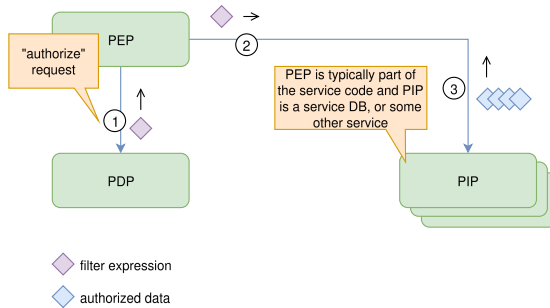 PEP
"authorize"
request
2
PEP is typically part
of the service code and PIP
is a service DB, or some
other service
3
1
PDP
PIP
filter expression
authorized data